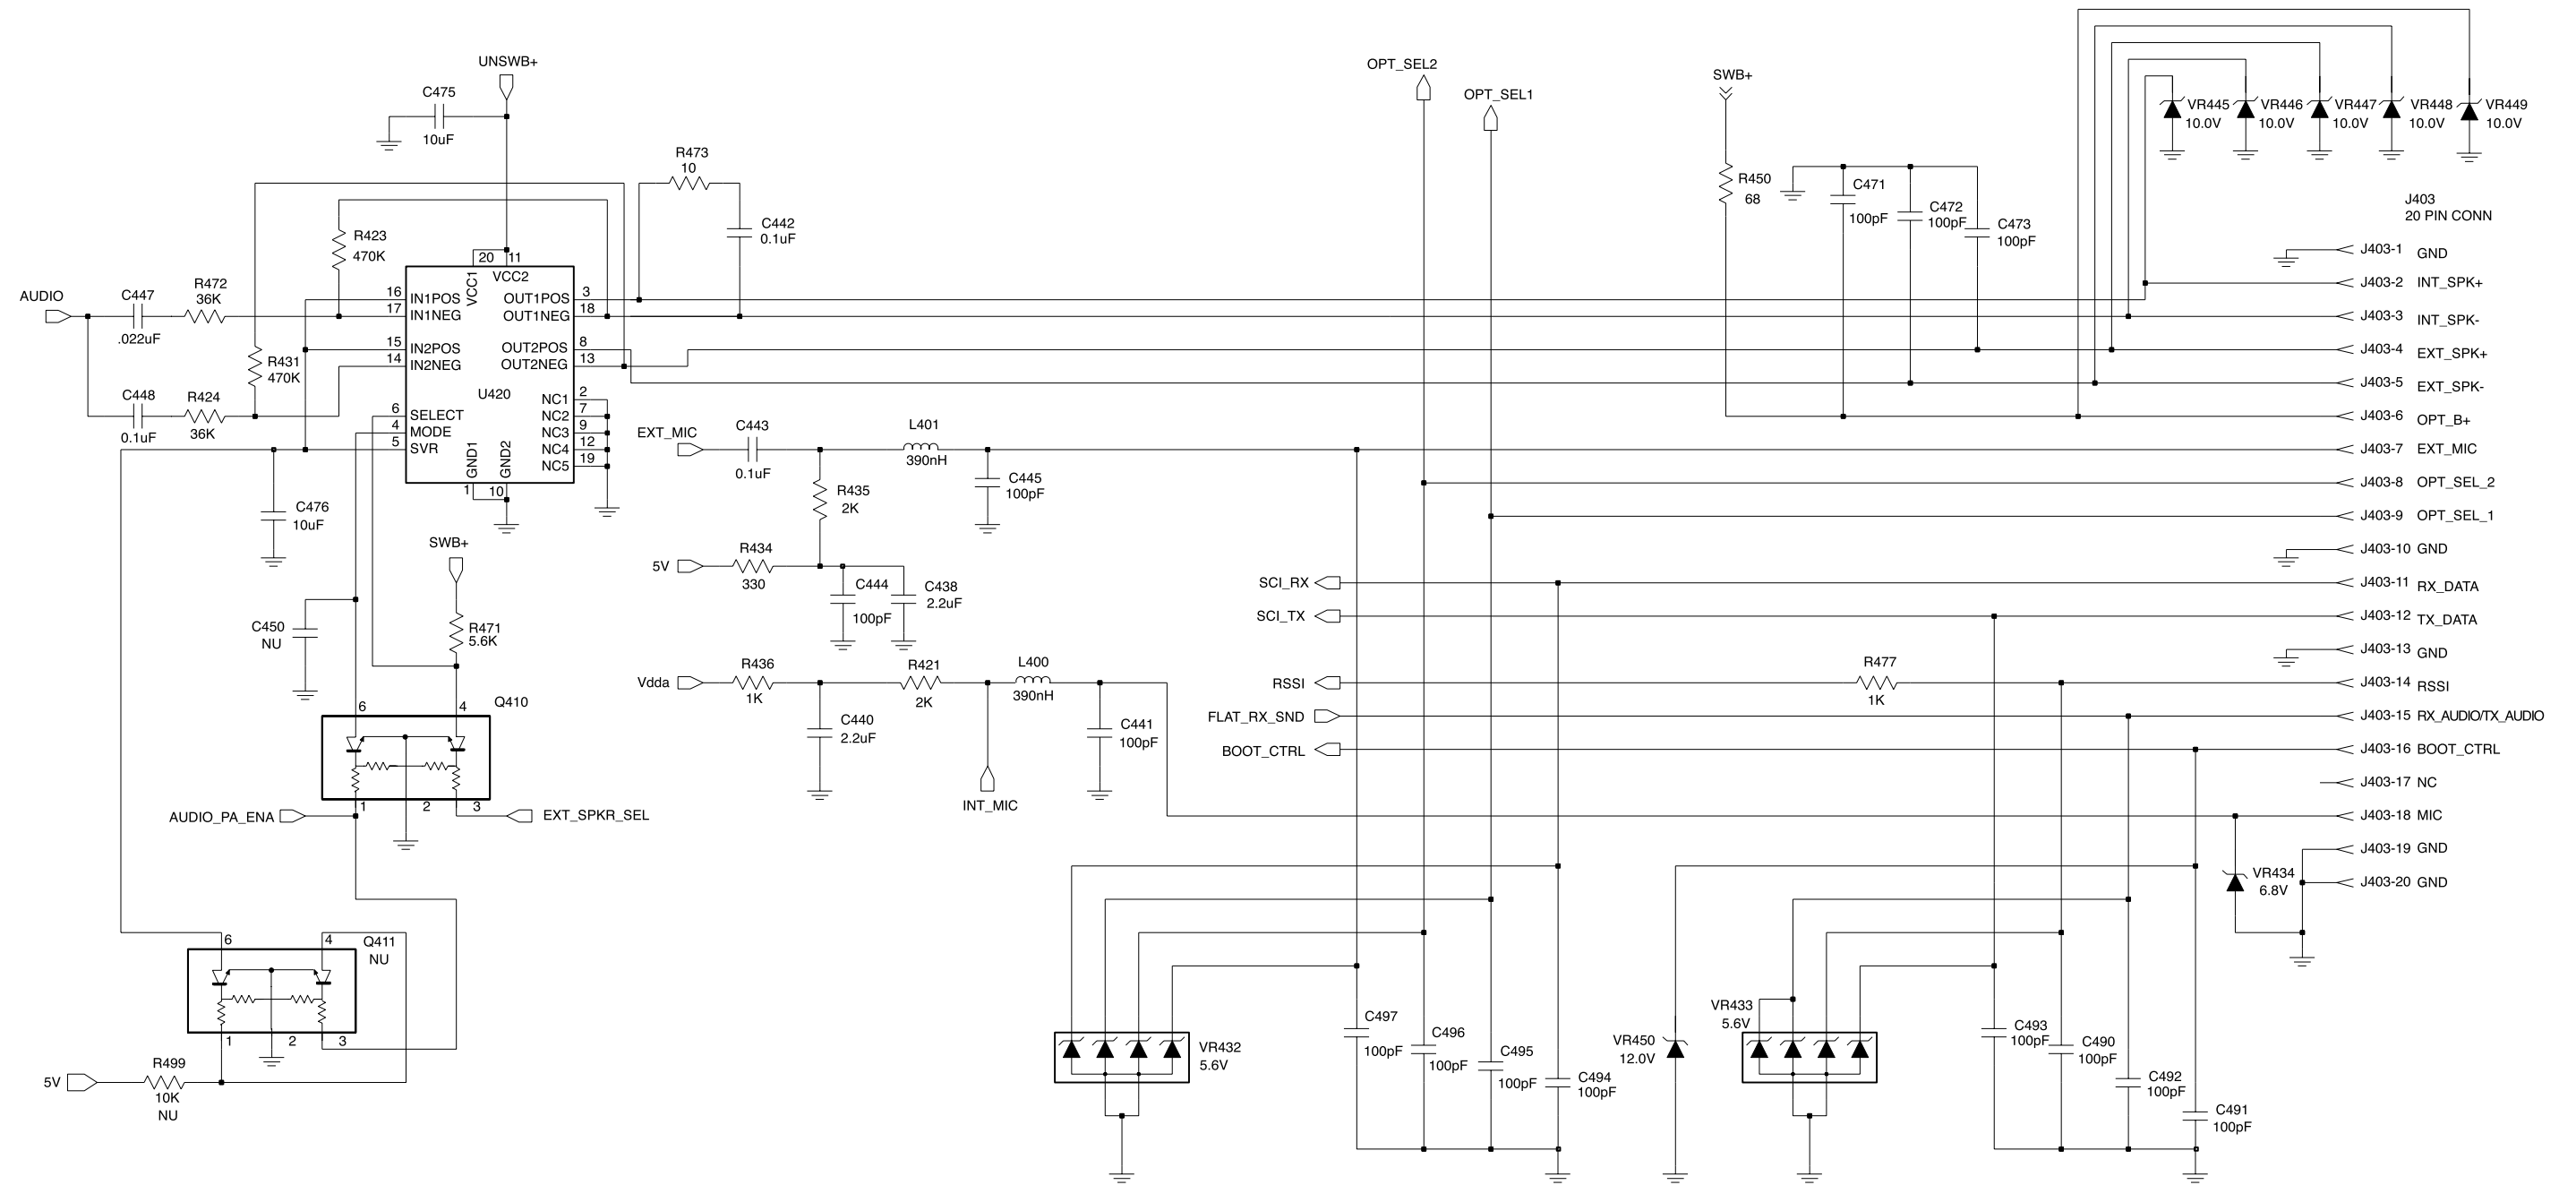 UNSWB+
C475
10uF
R473
10
C442
0.1uF
R423
470K
20 11
VCC1
VCC2
AUDIO
C447
.022uF
R472
36K
R431
470K
C448
0.1uF
R424
36K
16 IN1POS
17 IN1NEG
15 IN2POS
14 IN2NEG
6 SELECT
4 MODE
5 SVR
OUT1POS 3
OUT1NEG 18
OUT2POS 8
OUT2NEG 13
U420
NC1 2
NC2 7
NC3 9
NC4 12
NC5 19
GND1
GND2
1 10
C476
10uF
SWB+
R471
5.6K
C450
NU
Q410
6 4
1 2 3
AUDIO_PA_ENA
EXT_SPKR_SEL
Q411
NU
6 4
1 2 3
5V
R499
10K
NU
EXT_MIC
C443
0.1uF
L401
390nH
R435
2K
C445
100pF
5V
R434
330
C444
100pF
C438
2.2uF
Vdda
R436
1K
R421
2K
L400
390nH
C440
2.2uF
C441
100pF
INT_MIC
OPT_SEL2
OPT_SEL1
SWB+
R450
68
C471
100pF
C472
100pF
C473
100pF
VR445
10.0V
VR446
10.0V
VR447
10.0V
VR448
10.0V
VR449
10.0V
J403
20 PIN CONN
J403-1 GND
J403-2 INT_SPK+
J403-3 INT_SPK-
J403-4 EXT_SPK+
J403-5 EXT_SPK-
J403-6 OPT_B+
J403-7 EXT_MIC
J403-8 OPT_SEL_2
J403-9 OPT_SEL_1
J403-10 GND
J403-11 RX_DATA
J403-12 TX_DATA
J403-13 GND
J403-14 RSSI
J403-15 RX_AUDIO/TX_AUDIO
J403-16 BOOT_CTRL
J403-17 NC
J403-18 MIC
J403-19 GND
J403-20 GND
SCI_RX
SCI_TX
RSSI
FLAT_RX_SND
BOOT_CTRL
R477
1K
VR434
6.8V
VR432
5.6V
C497
100pF
C496
100pF
C495
100pF
C494
100pF
VR450
12.0V
VR433
5.6V
C493
100pF
C490
100pF
C492
100pF
C491
100pF